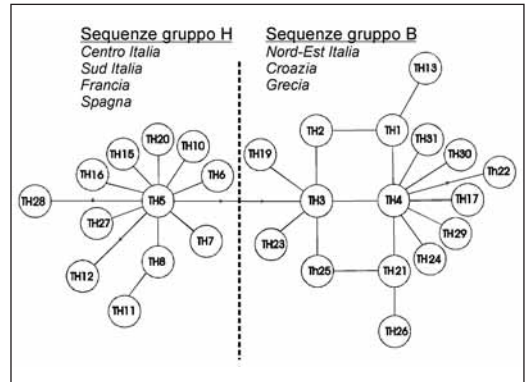 Sequenze gruppo H
Centro Italia
Sud Italia
Francia
Spagna
Sequenze gruppo B
Nord-Est Italia
Croazia
Grecia
TH13
TH20
TH15
TH10
TH16
TH6
TH28
TH5
TH27
TH7
TH12
TH8
TH11
TH2
TH1
TH31
TH19
TH30
Th22
TH3
TH4
TH17
TH23
TH29
TH24
Th25
TH21
TH26